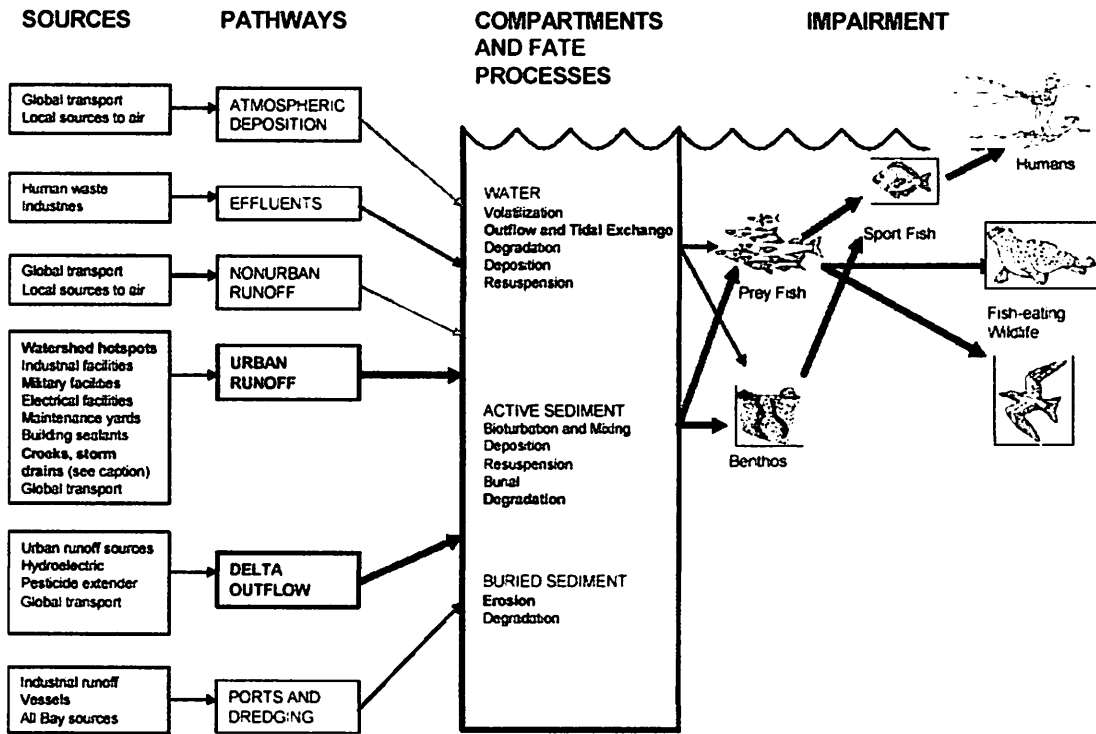 SOURCES
PATHWAYS
COMPARTMENTS
AND FATE
PROCESSES
IMPAIRMENT
Global transport
Local sources to air
ATMOSPHERIC
DEPOSITION
Human waste
Industries
EFFLUENTS
Global transport
Local sources to air
NONURBAN
RUNOFF
Watershed hotspots
Industrial facilities
Military facilities
Electrical facilities
Maintenance yards
Building sealants
Creeks, storm
drains (see caption)
Global transport
URBAN
RUNOFF
Urban runoff sources
Hydroelectric
Pesticide extender
Global transport
DELTA
OUTFLOW
Industrial runoff
Vessels
All Bay sources
PORTS AND
DREDGING
WATER
Volatilization
Outflow and Tidal Exchange
Degradation
Deposition
Resuspension
ACTIVE SEDIMENT
Bioturbation and Mixing
Deposition
Resuspension
Burial
Degradation
BURIED SEDIMENT
Erosion
Degradation
Prey Fish
Benthos
Sport Fish
Humans
Fish-eating
Wildlife